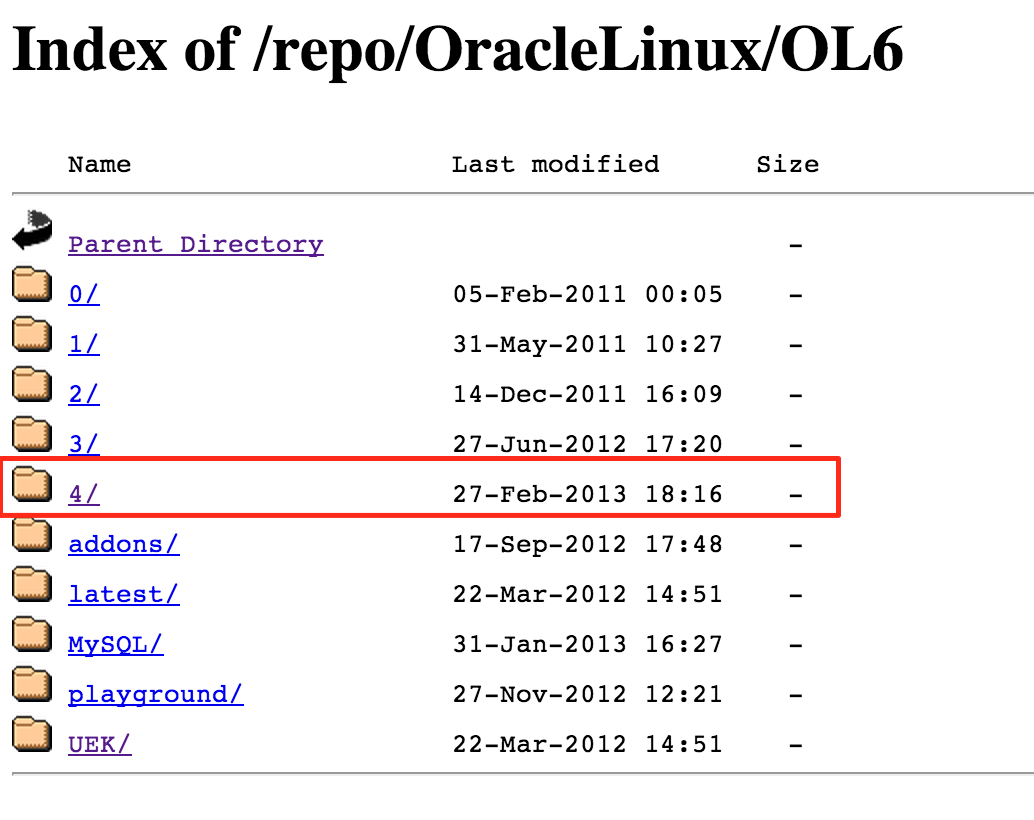 Index of /repo/OracleLinux/OL6
Name Last modified Size
Parent Directory -
0/ 05-Feb-2011 00:05 -
1/ 31-May-2011 10:27 -
2/ 14-Dec-2011 16:09 -
3/ 27-Jun-2012 17:20 -
4/ 27-Feb-2013 18:16 -
addons/ 17-Sep-2012 17:48 -
latest/ 22-Mar-2012 14:51 -
MySQL/ 31-Jan-2013 16:27 -
playground/ 27-Nov-2012 12:21 -
UEK/ 22-Mar-2012 14:51 -